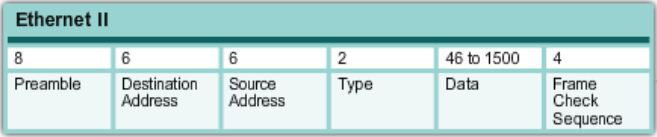 Ethernet II
8 6 6 2 46 to 1500 4
Preamble Destination Address Source Address Type Data Frame Check Sequence